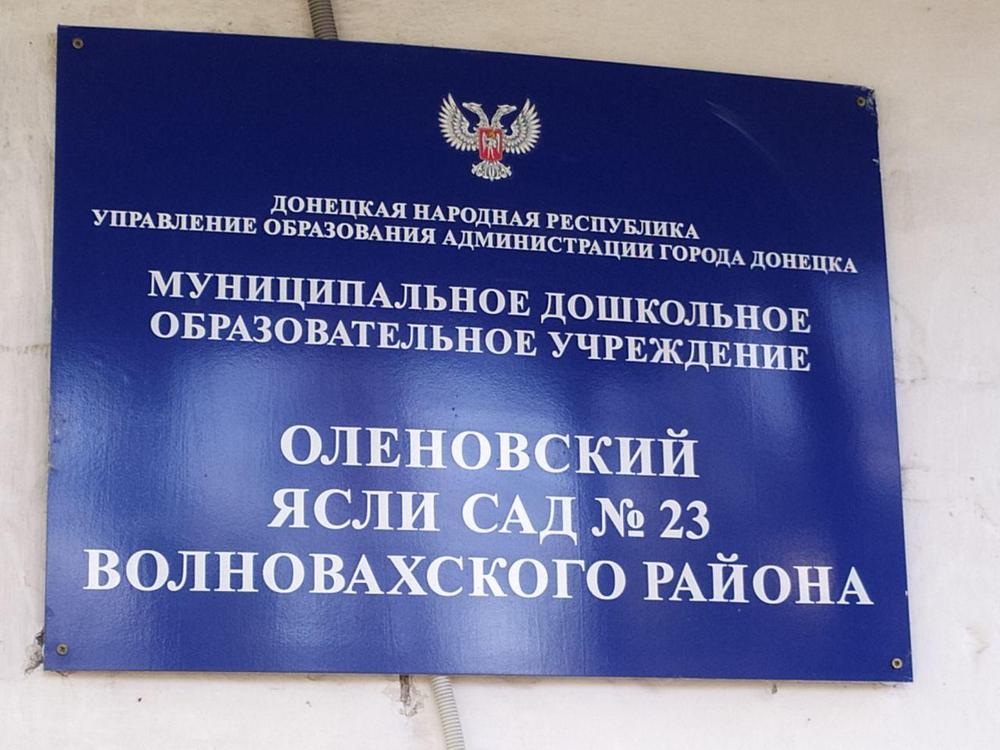 ДОНЕЦКАЯ НАРОДНАЯ РЕСПУБЛИКА
УПРАВЛЕНИЕ ОБРАЗОВАНИЯ АДМИНИСТРАЦИИ ГОРОДА ДОНЕЦКА
МУНИЦИПАЛЬНОЕ ДОШКОЛЬНОЕ
ОБРАЗОВАТЕЛЬНОЕ УЧРЕЖДЕНИЕ
ОЛЕНОВСКИЙ
ЯСЛИ САД № 23
ВОЛНОВАХСКОГО РАЙОНА